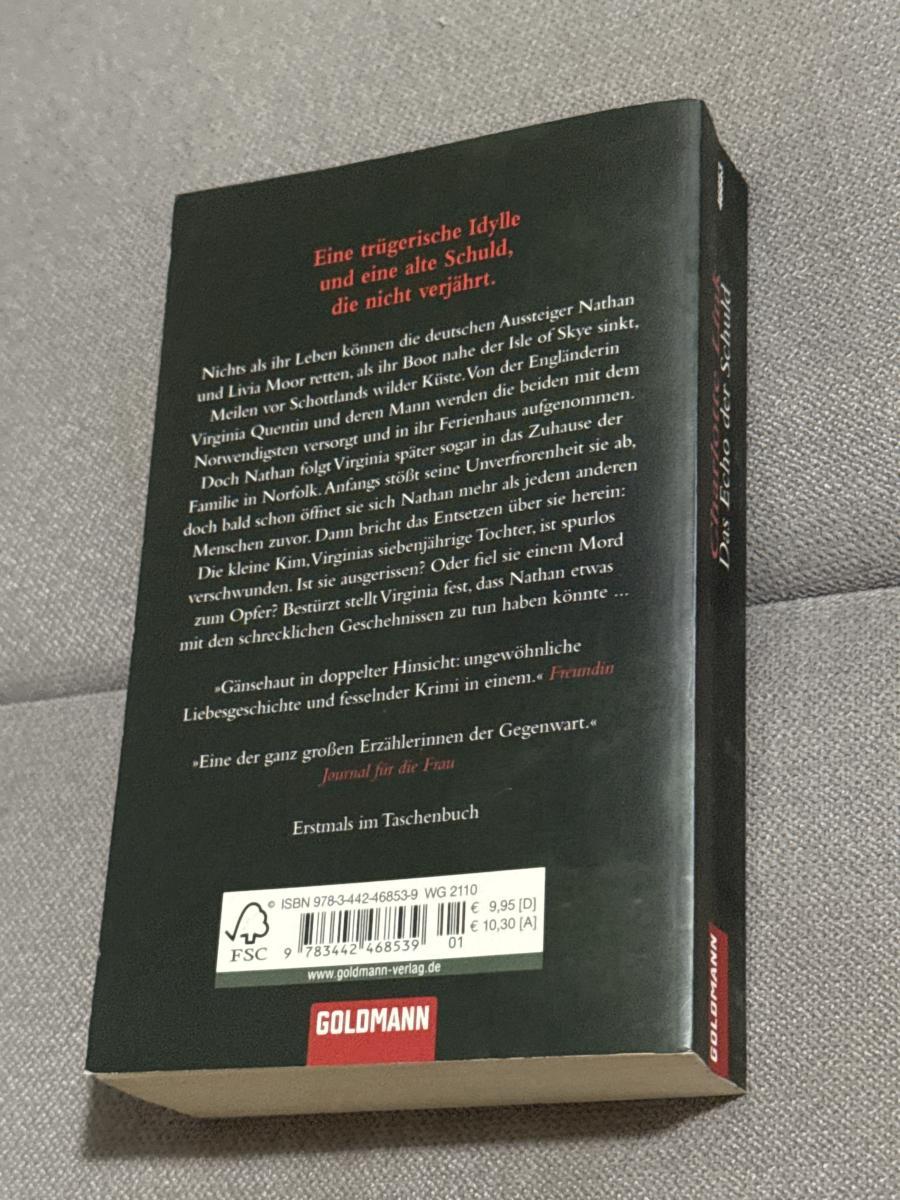 Eine trügerische Idylle
und eine alte Schuld,
die nicht verjährt.
Nichts als ihr Leben können die deutschen Aussteiger Nathan
und Livia Moor retten, als ihr Boot nahe der Isle of Skye sinkt,
Meilen vor Schottlands wilder Küste. Von der Engländerin
Virginia Quentin und deren Mann werden die beiden mit dem
Notwendigsten versorgt und in ihr Ferienhaus aufgenommen.
Doch Nathan folgt Virginia später sogar in das Zuhause der
Familie in Norfolk. Anfangs stößt seine Unverfrorenheit sie ab,
doch bald schon öffnet sie sich Nathan mehr als jedem anderen
Menschen zuvor. Dann bricht das Entsetzen über sie herein:
Die kleine Kim, Virginias siebenjährige Tochter, ist spurlos
verschwunden. Ist sie ausgerissen? Oder fiel sie einem Mord
zum Opfer? Bestürzt stellt Virginia fest, dass Nathan etwas
mit den schrecklichen Geschehnissen zu tun haben könnte ...
»Gänsehaut in doppelter Hinsicht: ungewöhnliche
Liebesgeschichte und fesselnder Krimi in einem.« Freundin
»Eine der ganz großen Erzählerinnen der Gegenwart.«
Journal für die Frau
Erstmals im Taschenbuch
© ISBN 978-3-442-46853-9 WG 2110
€ 9,95 [D]
€ 10,30 [A]
FSC
9 783442 468539
01
www.goldmann-verlag.de
GOLDMANN
46853
Charlotte Link
Das Echo der Schuld
GOLDMANN